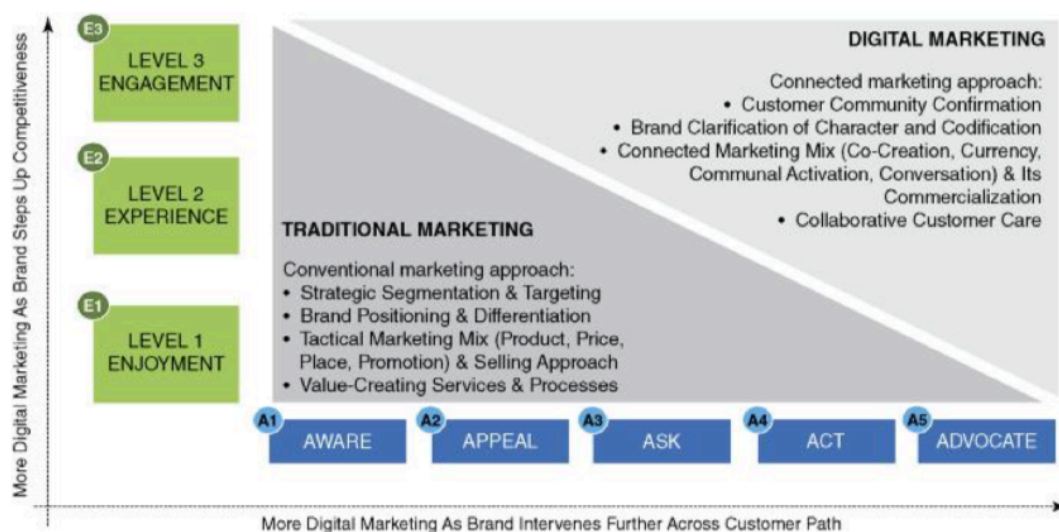 More Digital Marketing As Brand Steps Up Competitiveness
E3
LEVEL 3
ENGAGEMENT
E2
LEVEL 2
EXPERIENCE
E1
LEVEL 1
ENJOYMENT
DIGITAL MARKETING
Connected marketing approach:
• Customer Community Confirmation
• Brand Clarification of Character and Codification
• Connected Marketing Mix (Co-Creation, Currency,
Communal Activation, Conversation) & Its
Commercialization
• Collaborative Customer Care
TRADITIONAL MARKETING
Conventional marketing approach:
• Strategic Segmentation & Targeting
• Brand Positioning & Differentiation
• Tactical Marketing Mix (Product, Price,
Place, Promotion) & Selling Approach
• Value-Creating Services & Processes
A1
AWARE
A2
APPEAL
A3
ASK
A4
ACT
A5
ADVOCATE
More Digital Marketing As Brand Intervenes Further Across Customer Path